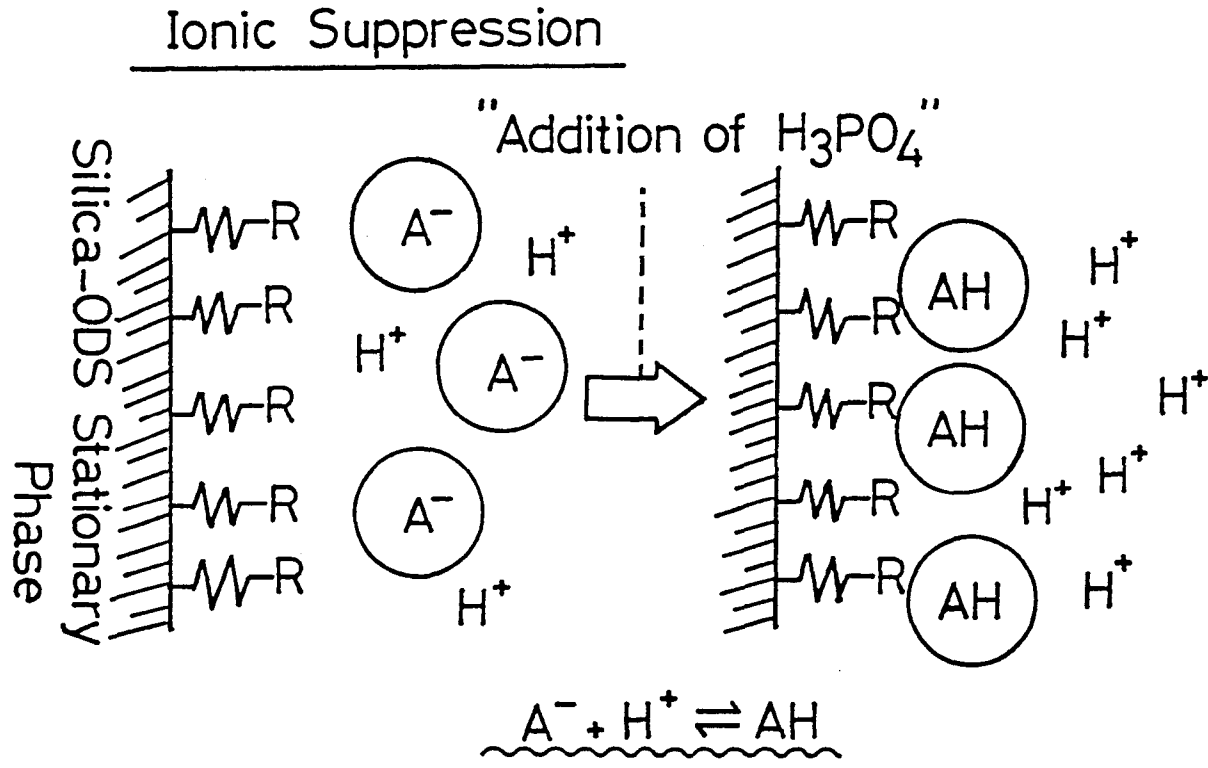 Ionic Suppression
"Addition of H₃PO₄"
Silica-ODS Stationary
Phase
R
R
R
R
R
A⁻
H⁺
H⁺
A⁻
A⁻
H⁺
R
R
R
R
R
AH
AH
AH
H⁺
H⁺
H⁺
H⁺
H⁺
H⁺
A⁻ + H⁺ ⇌ AH